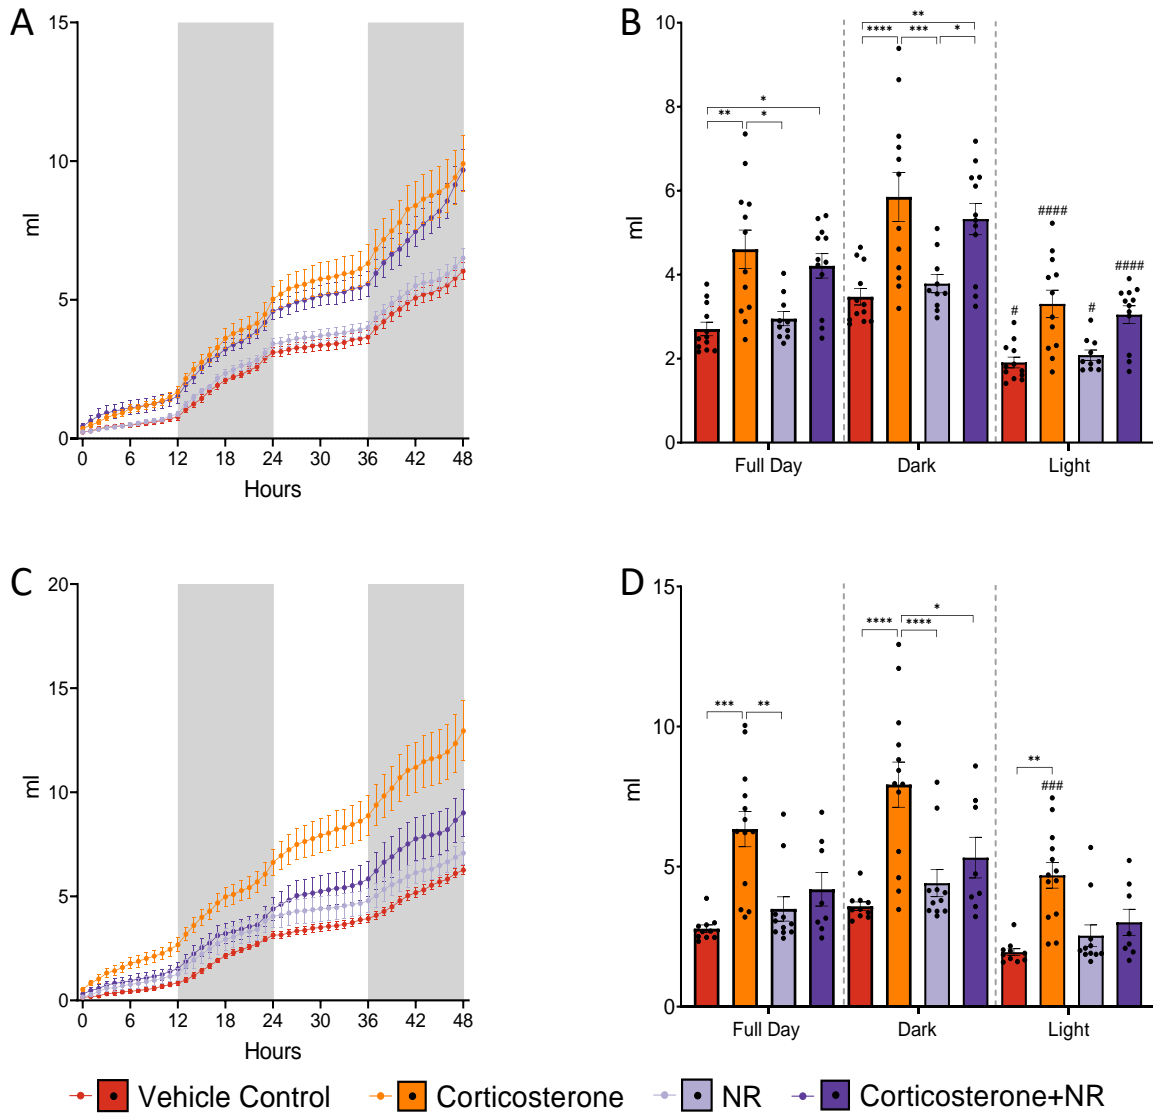 A
15
10
5
0
ml
0 6 12 18 24 30 36 42 48
Hours
B
10
8
6
4
2
0
ml
** * *
**** *** ** *
# #### # ####
Full Day Dark Light
C
20
15
10
5
0
ml
0 6 12 18 24 30 36 42 48
Hours
D
15
10
5
0
ml
*** **
**** **** *
** ###
Full Day Dark Light
Vehicle Control Corticosterone NR Corticosterone+NR